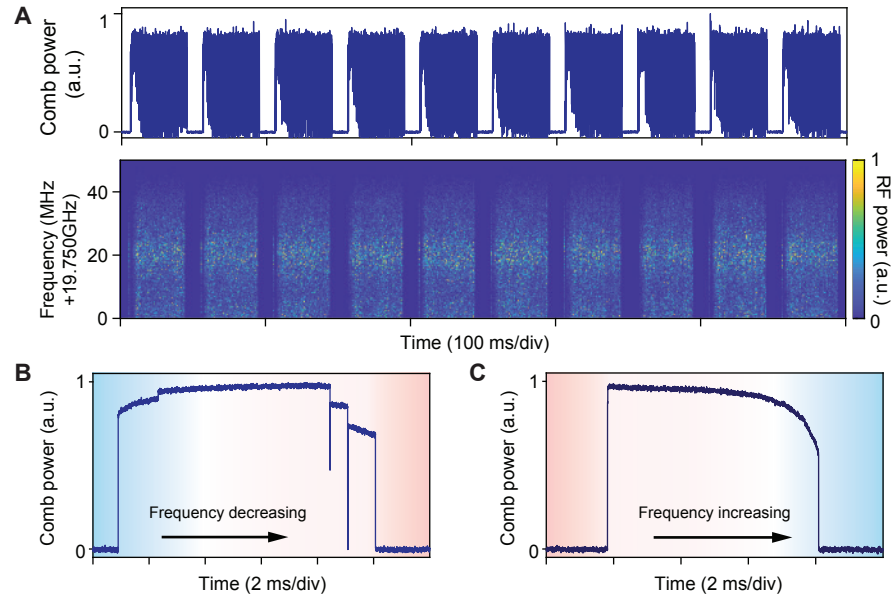 A
Comb power
(a.u.)
1
0
Frequency (MHz
+19.750GHz)
40
20
0
1
0
RF power (a.u.)
Time (100 ms/div)
B
Comb power (a.u.)
1
0
Frequency decreasing
Time (2 ms/div)
C
Comb power (a.u.)
1
0
Frequency increasing
Time (2 ms/div)